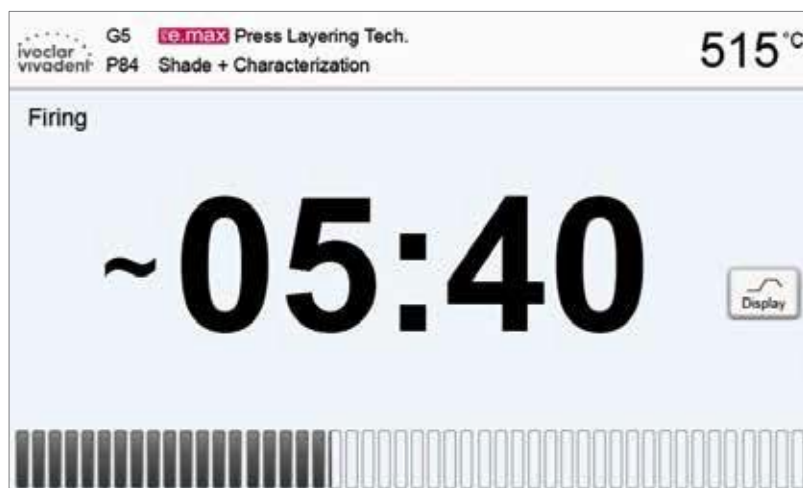 ivoclar
vivadent
G5 e.max Press Layering Tech.
P84 Shade + Characterization
515 °C
Firing
~05:40
Display